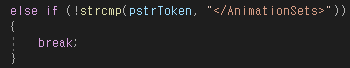 else if (!strcmp(pstrToken, "</AnimationSets>"))
{
    break;
}